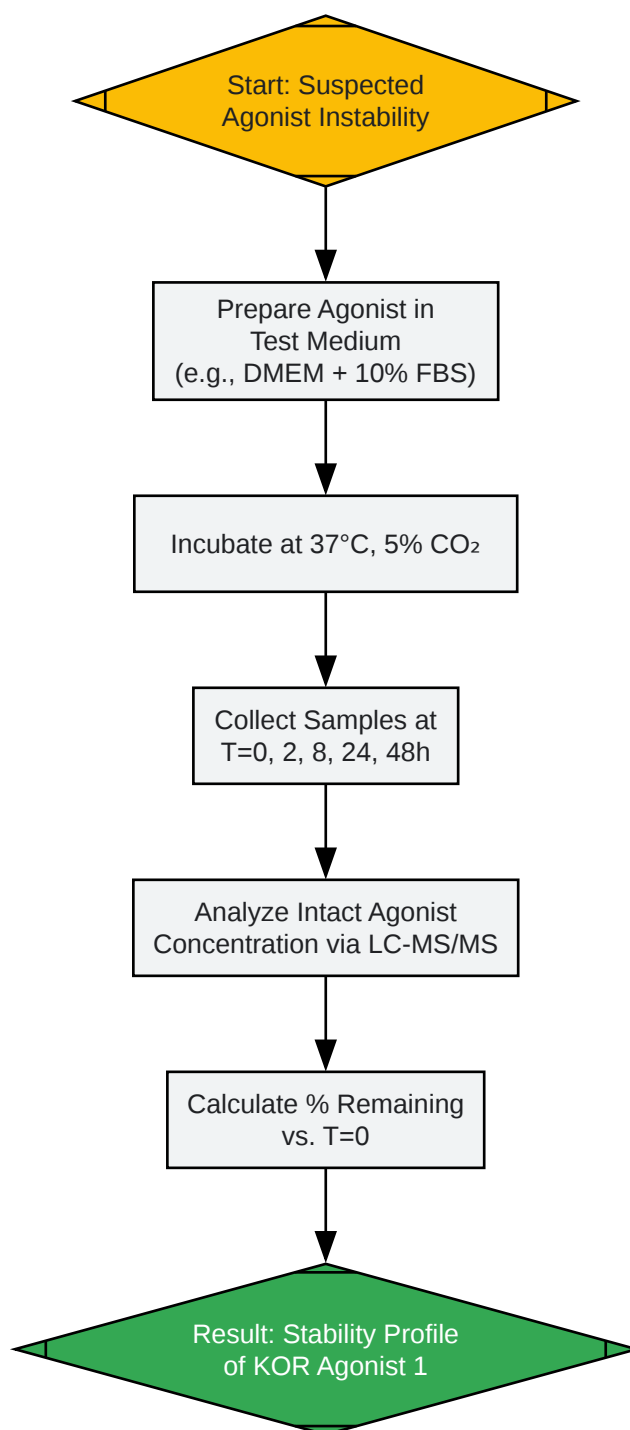 Start: Suspected
Agonist Instability
Prepare Agonist in
Test Medium
(e.g., DMEM + 10% FBS)
Incubate at 37°C, 5% CO₂
Collect Samples at
T=0, 2, 8, 24, 48h
Analyze Intact Agonist
Concentration via LC-MS/MS
Calculate % Remaining
vs. T=0
Result: Stability Profile
of KOR Agonist 1